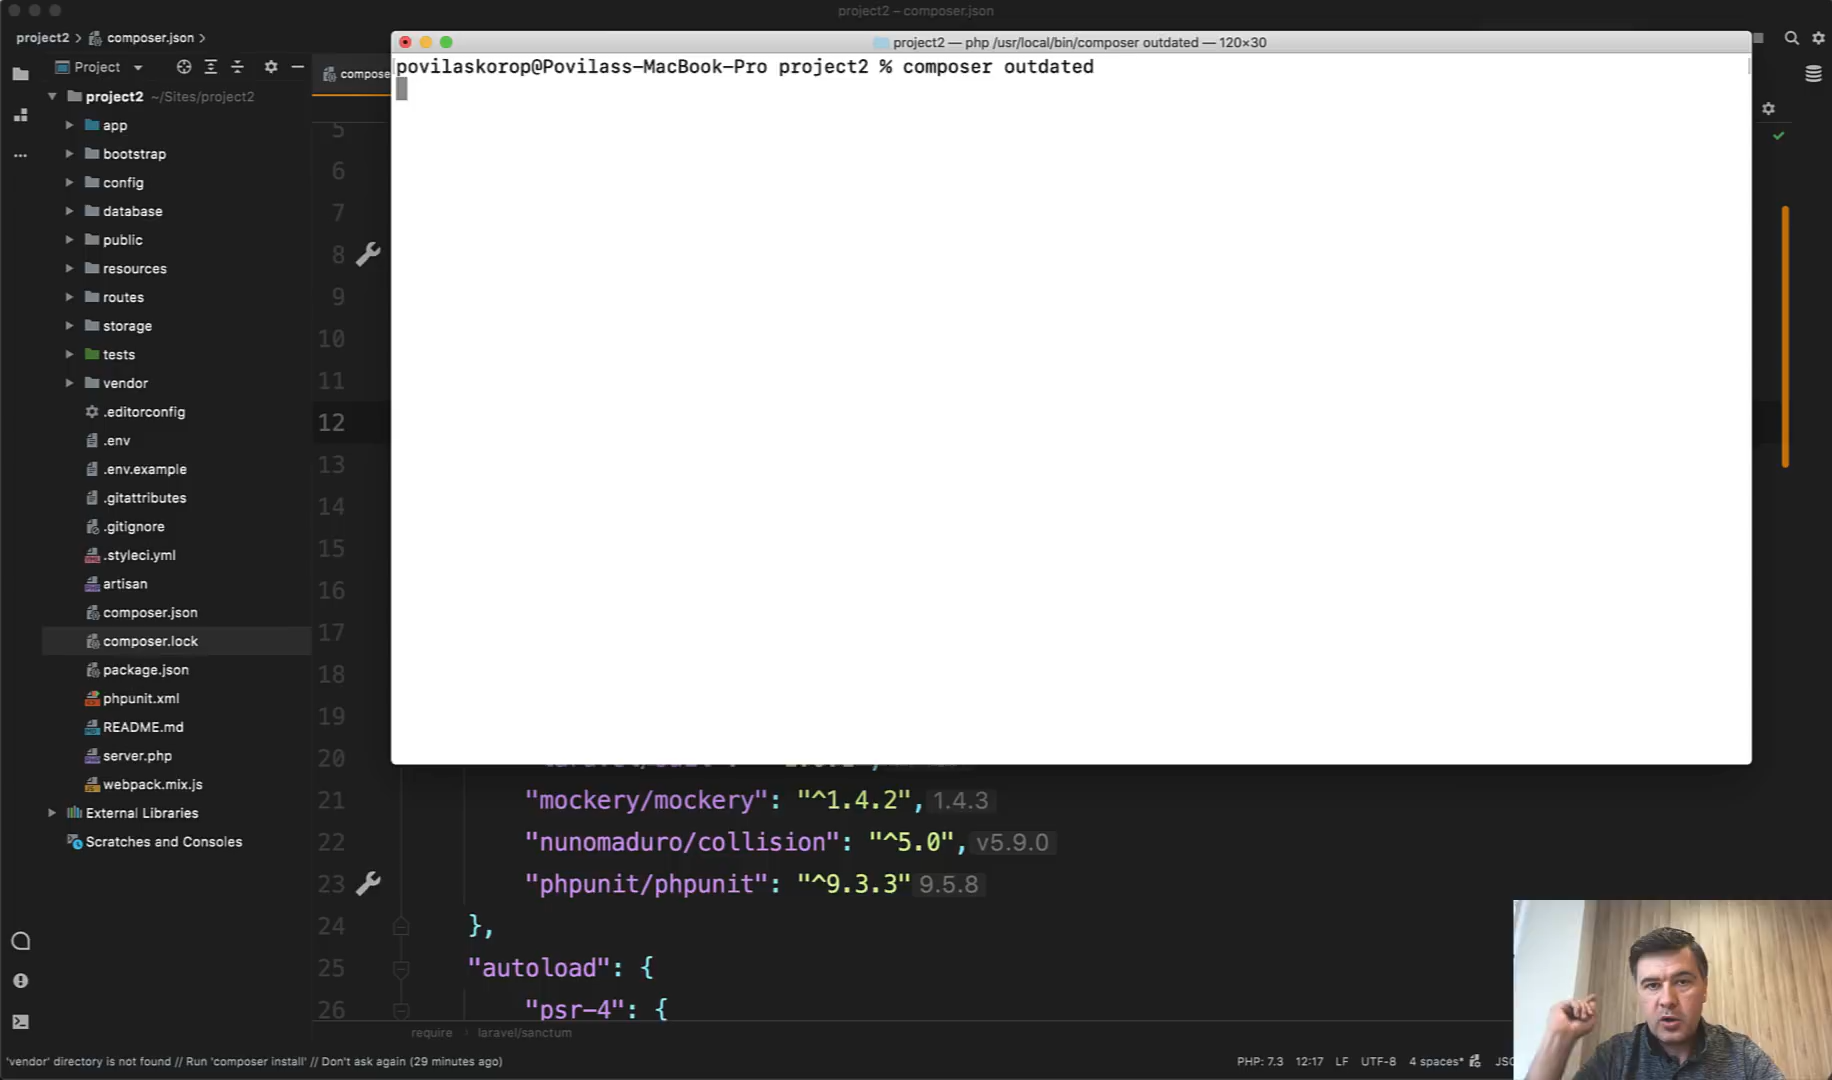 project2 – composer.json
project2
composer.json
project2 — php /usr/local/bin/composer outdated — 120×30
Project
compose
povilaskorop@Povilass-MacBook-Pro project2 % composer outdated
project2 ~/Sites/project2
app
bootstrap
config
database
public
resources
routes
storage
tests
vendor
.editorconfig
.env
.env.example
.gitattributes
.gitignore
.styleci.yml
artisan
composer.json
composer.lock
package.json
phpunit.xml
README.md
server.php
webpack.mix.js
External Libraries
Scratches and Consoles
5
6
7
8
9
10
11
12
13
14
15
16
17
18
19
20
21 "mockery/mockery": "^1.4.2", 1.4.3
22 "nunomaduro/collision": "^5.0", v5.9.0
23 "phpunit/phpunit": "^9.3.3" 9.5.8
24 },
25 "autoload": {
26 "psr-4": {
require › laravel/sanctum
'vendor' directory is not found // Run 'composer install' // Don't ask again (29 minutes ago)
PHP: 7.3 12:17 LF UTF-8 4 spaces*